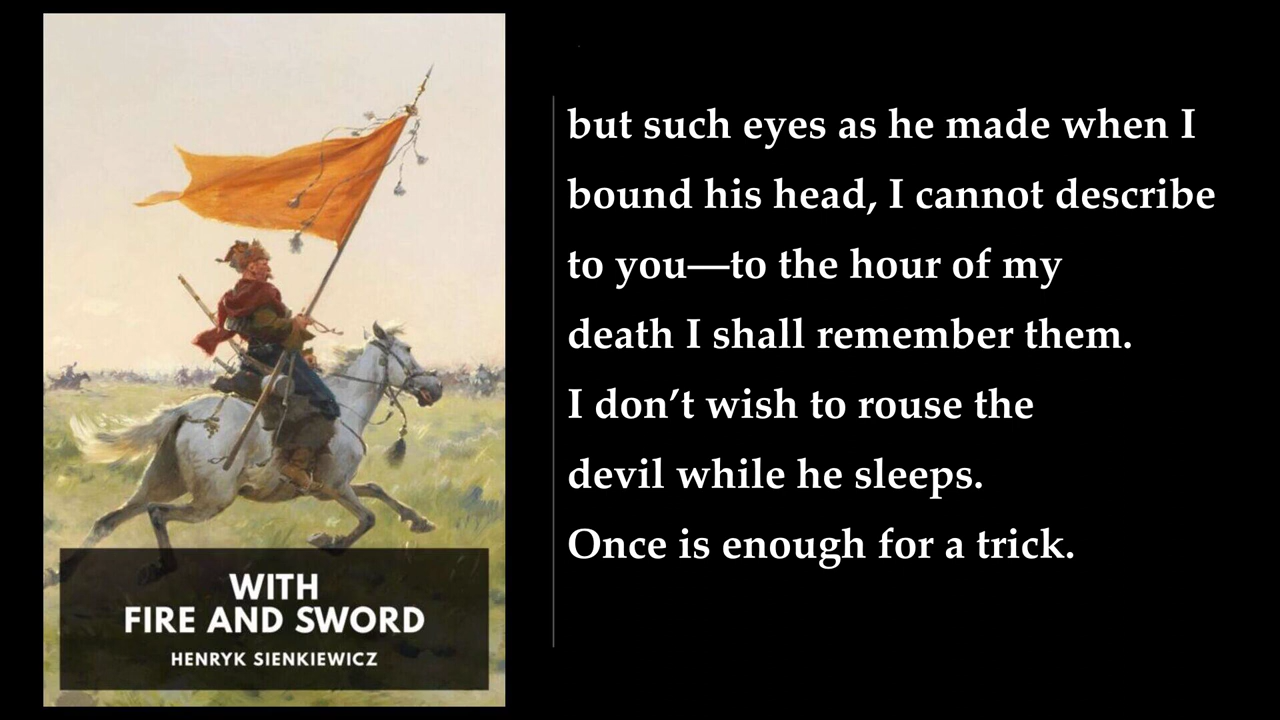 but such eyes as he made when I
bound his head, I cannot describe
to you—to the hour of my
death I shall remember them.
I don’t wish to rouse the
devil while he sleeps.
Once is enough for a trick.
WITH
FIRE AND SWORD
HENRYK SIENKIEWICZ